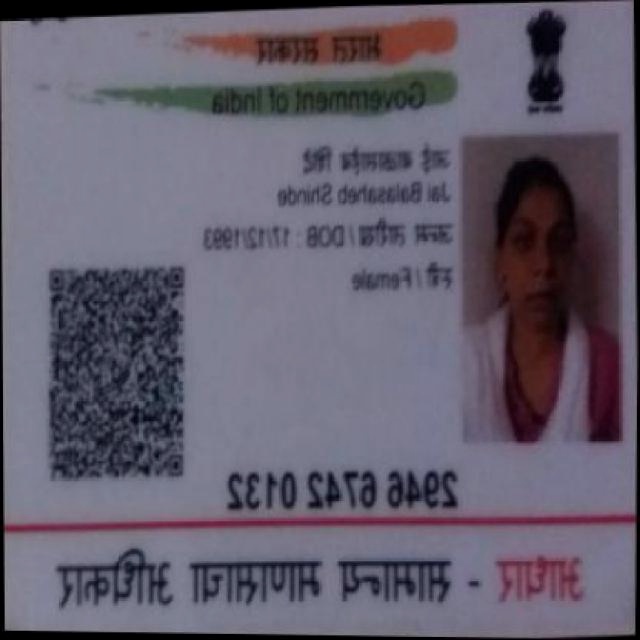 भारत सरकार
Government of India
जाई बाळासाहेब शिंदे
Jai Balasaheb Shinde
जन्म तारीख / DOB : 17/12/1993
स्त्री / Female
2946 6742 0132
आधार - सामान्य माणसाचा अधिकार